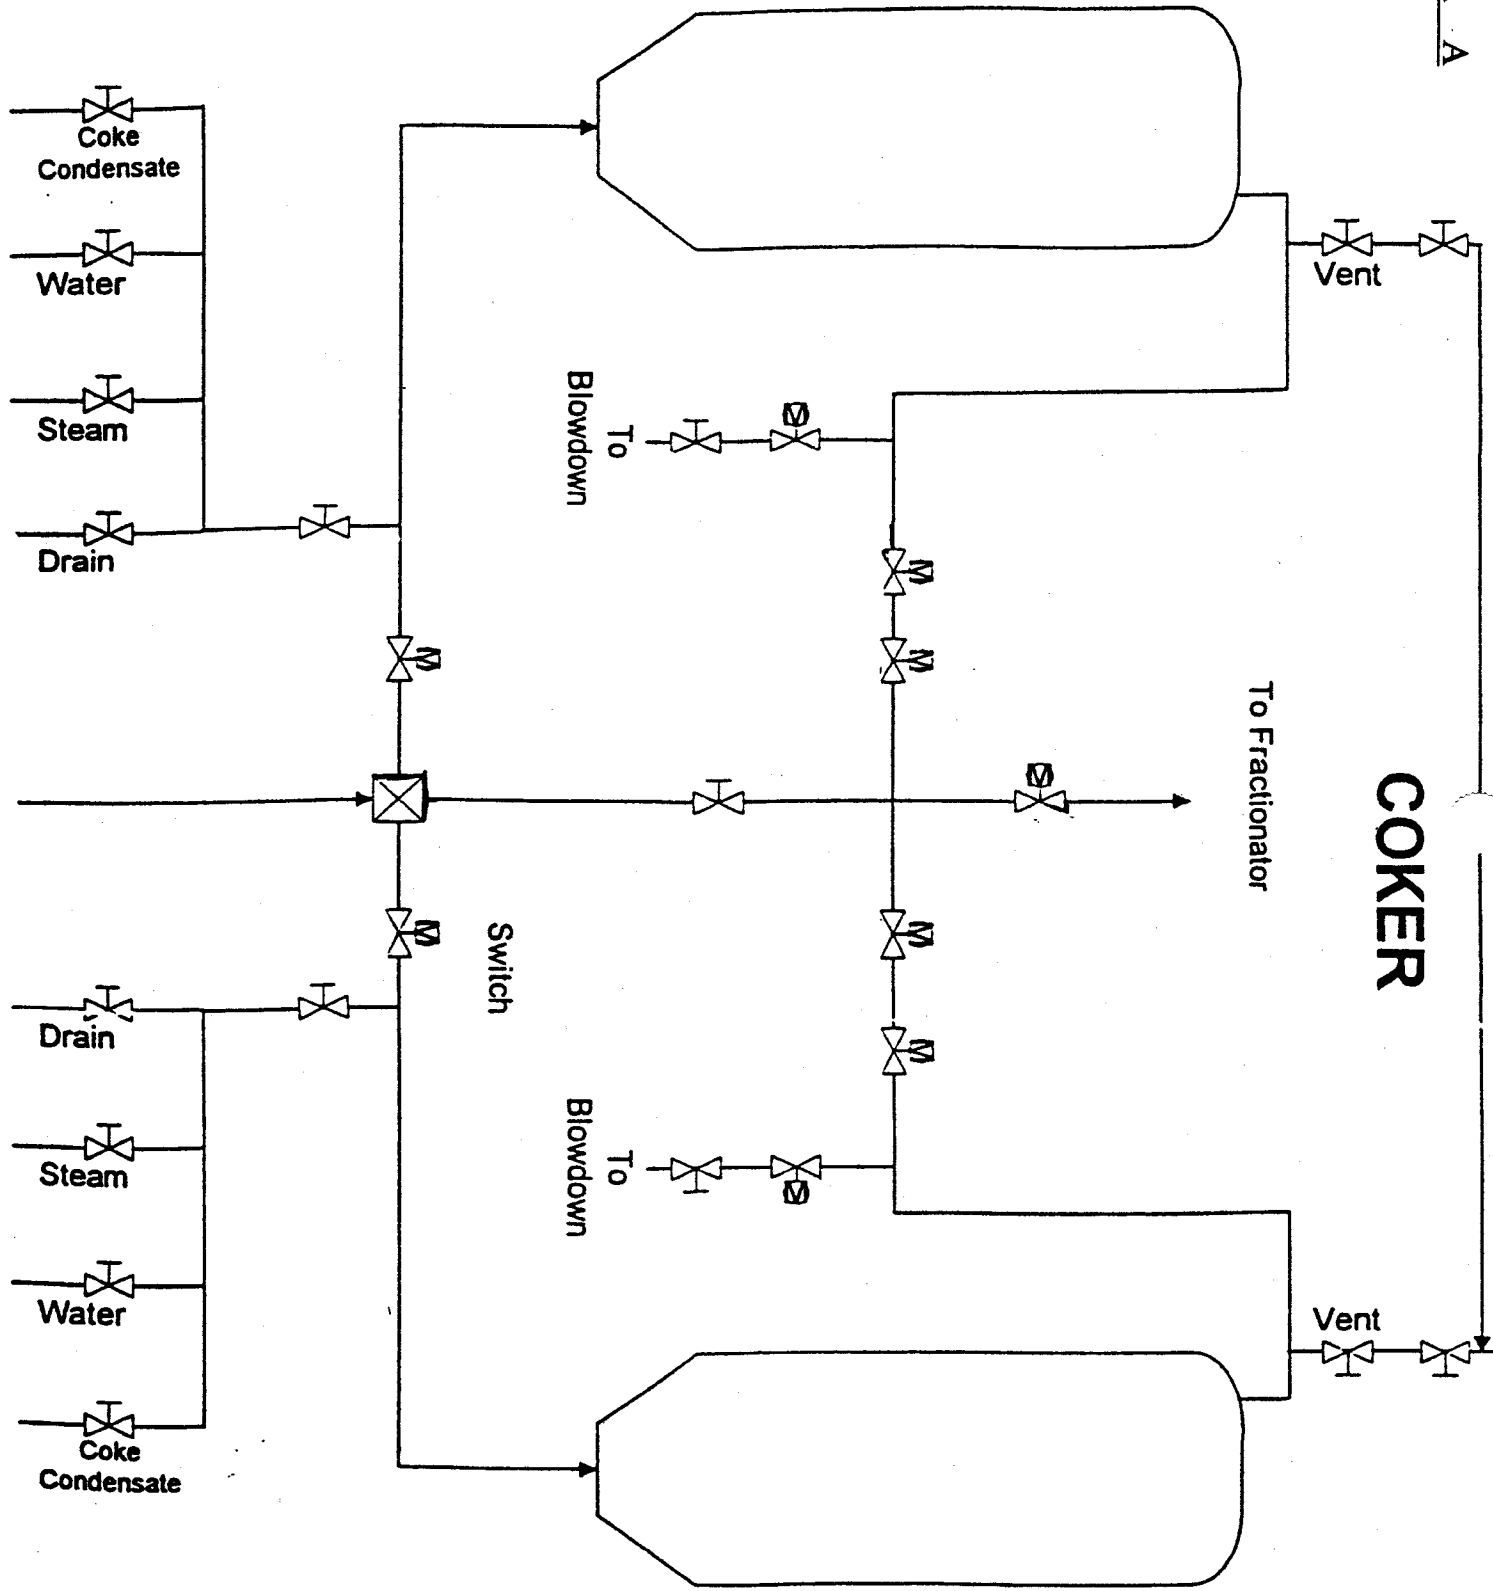 A
Coke
Condensate
Water
Vent
Steam
To
Blowdown
M
Drain
M
M
M
To Fractionator
COKER
M
Switch
M
M
M
Drain
To
Blowdown
M
Steam
Water
Vent
Coke
Condensate